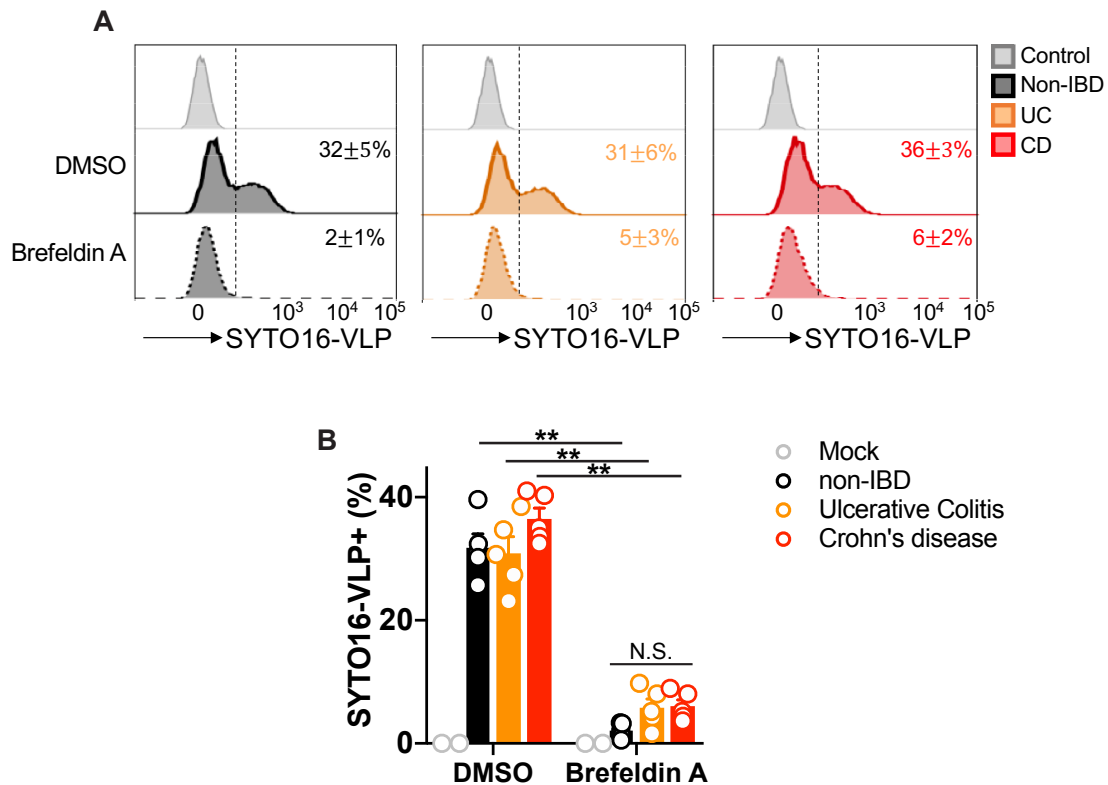 A
Control
Non-IBD
UC
CD
DMSO
32±5%
31±6%
36±3%
Brefeldin A
2±1%
5±3%
6±2%
0 10³ 10⁴ 10⁵
0 10³ 10⁴ 10⁵
0 10³ 10⁴ 10⁵
SYTO16-VLP
SYTO16-VLP
SYTO16-VLP
B
**
**
**
Mock
non-IBD
Ulcerative Colitis
Crohn's disease
SYTO16-VLP+ (%)
40
20
0
N.S.
DMSO
Brefeldin A